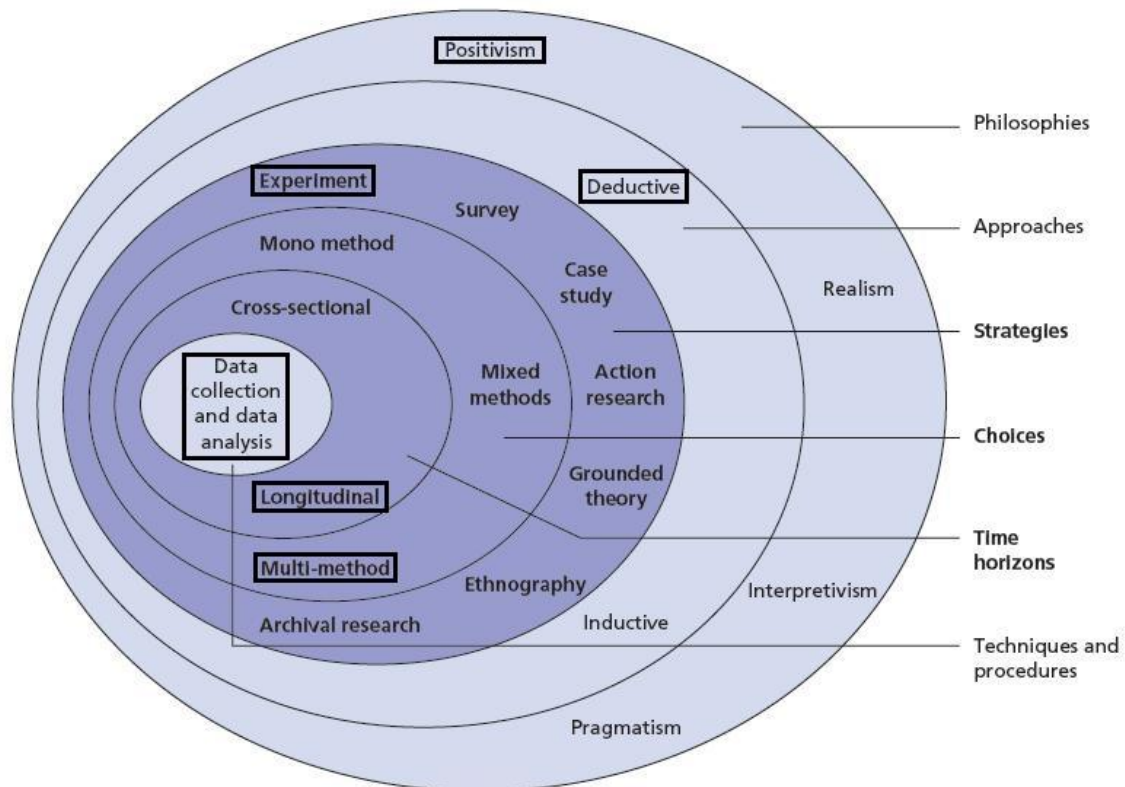 Positivism
Philosophies
Experiment
Deductive
Survey
Approaches
Mono method
Case
study
Realism
Cross-sectional
Strategies
Data
collection
and data
analysis
Mixed
methods
Action
research
Choices
Grounded
theory
Longitudinal
Time
horizons
Multi-method
Ethnography
Interpretivism
Archival research
Inductive
Techniques and
procedures
Pragmatism